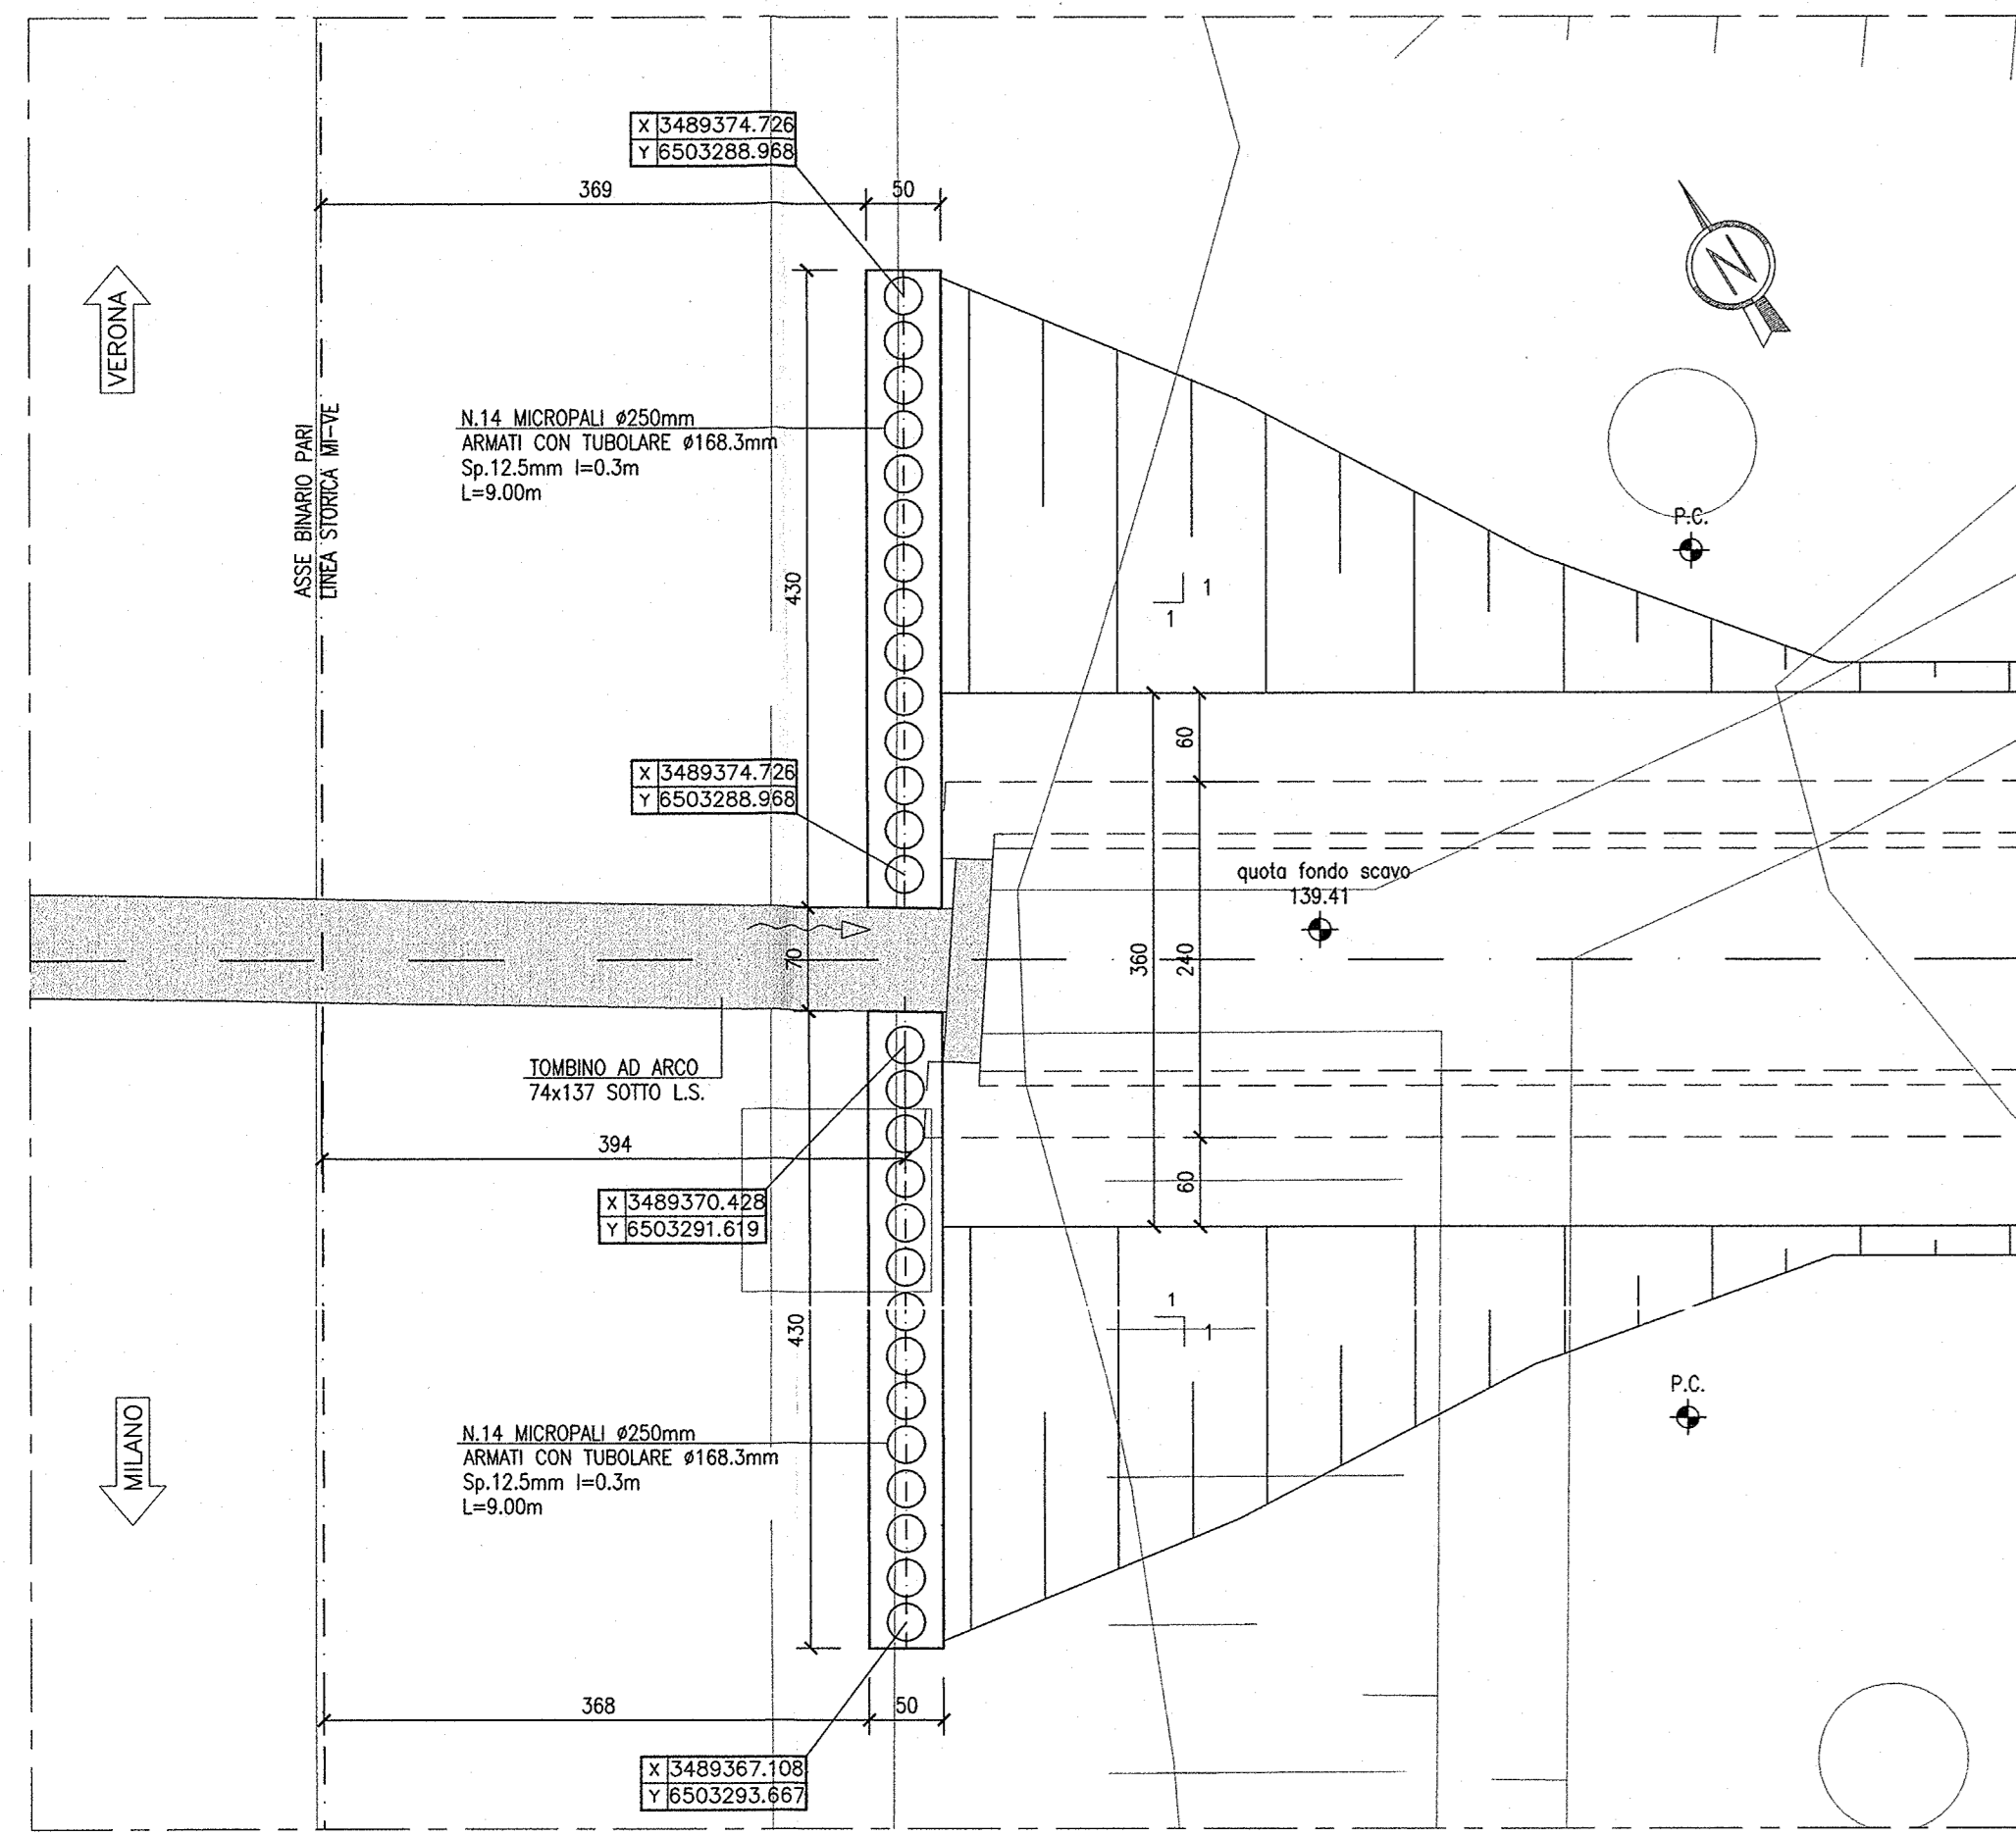 X 3489374.726
Y 6503288.968
369
50
N
VERONA
ASSE BINARIO PARI
LINEA STORICA MI-VE
N.14 MICROPALI ø250mm
ARMATI CON TUBOLARE ø168.3mm
Sp.12.5mm I=0.3m
L=9.00m
430
P.C.
1
1
60
X 3489374.726
Y 6503288.968
quota fondo scavo
139.41
70
360
240
TOMBINO AD ARCO
74x137 SOTTO L.S.
394
60
X 3489370.428
Y 6503291.619
430
1
1
P.C.
MILANO
N.14 MICROPALI ø250mm
ARMATI CON TUBOLARE ø168.3mm
Sp.12.5mm I=0.3m
L=9.00m
368
50
X 3489367.108
Y 6503293.667